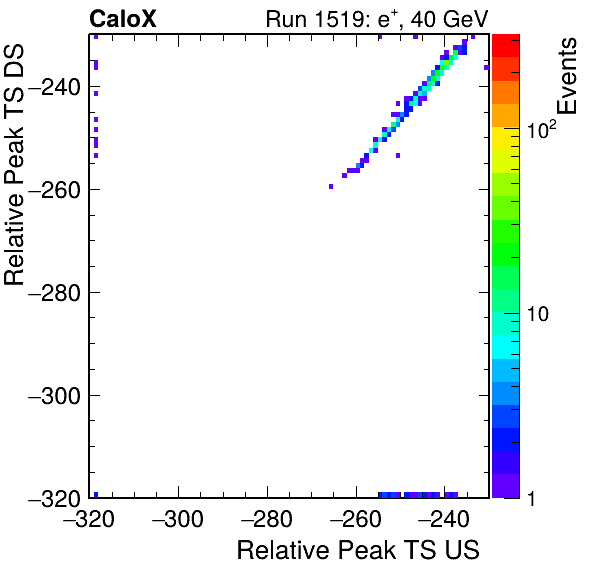 CaloX Run 1519: e+, 40 GeV
Relative Peak TS DS
−240
−260
−280
−300
−320
−320 −300 −280 −260 −240
Relative Peak TS US
Events
10²
10
1